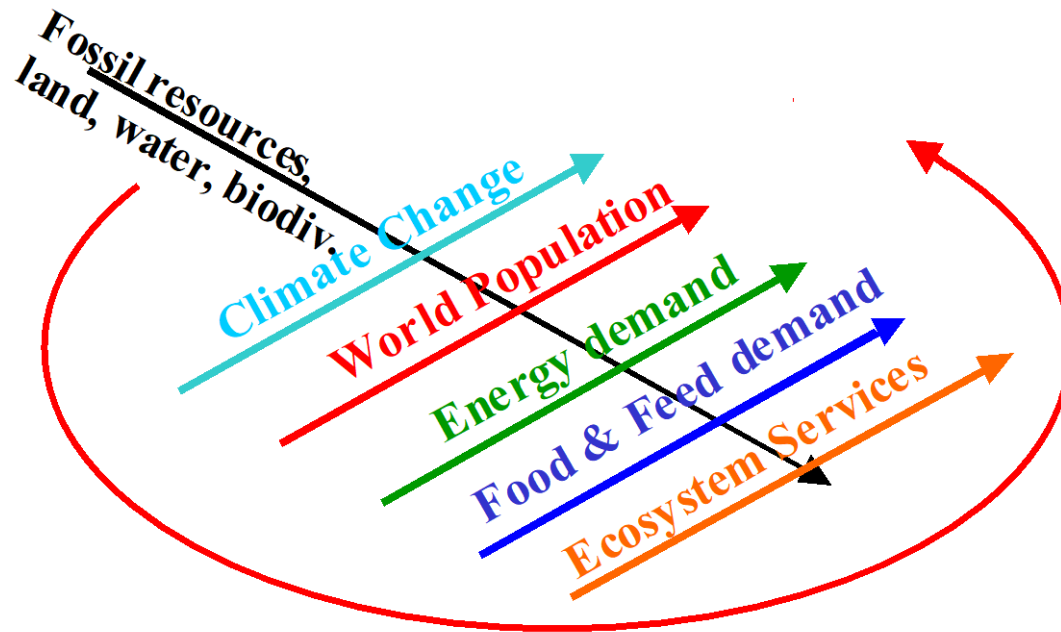 Fossil resources,
land, water, biodiv.
Climate Change
World Population
Energy demand
Food & Feed demand
Ecosystem Services